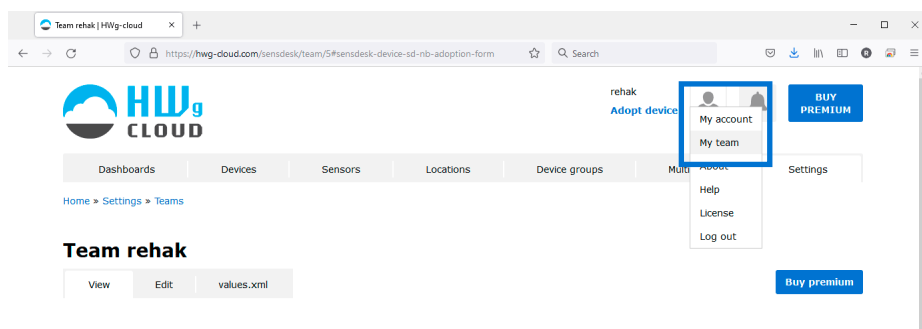 Team rehak | HWg-cloud
https://hwg-cloud.com/sensdesk/team/5#sensdesk-device-sd-nb-adoption-form
Search
R
HWg
CLOUD
rehak
Adopt device
BUY
PREMIUM
My account
My team
About
Help
License
Log out
Dashboards
Devices
Sensors
Locations
Device groups
Settings
Home » Settings » Teams
Team rehak
View
Edit
values.xml
Buy premium